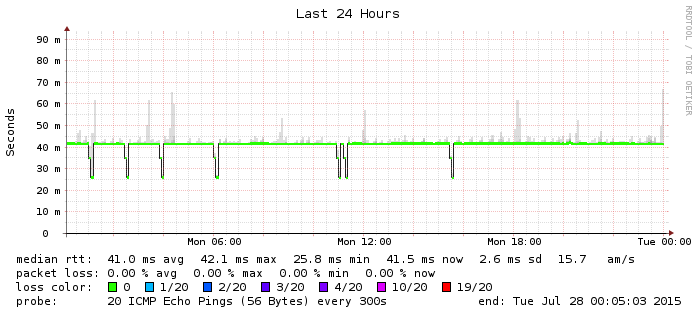 Last 24 Hours
RRDTOOL / TOBI OETIKER
Seconds
90 m
80 m
70 m
60 m
50 m
40 m
30 m
20 m
10 m
0
Mon 06:00 Mon 12:00 Mon 18:00 Tue 00:00
median rtt: 41.0 ms avg 42.1 ms max 25.8 ms min 41.5 ms now 2.6 ms sd 15.7 am/s
packet loss: 0.00 % avg 0.00 % max 0.00 % min 0.00 % now
loss color: 0 1/20 2/20 3/20 4/20 10/20 19/20
probe: 20 ICMP Echo Pings (56 Bytes) every 300s end: Tue Jul 28 00:05:03 2015